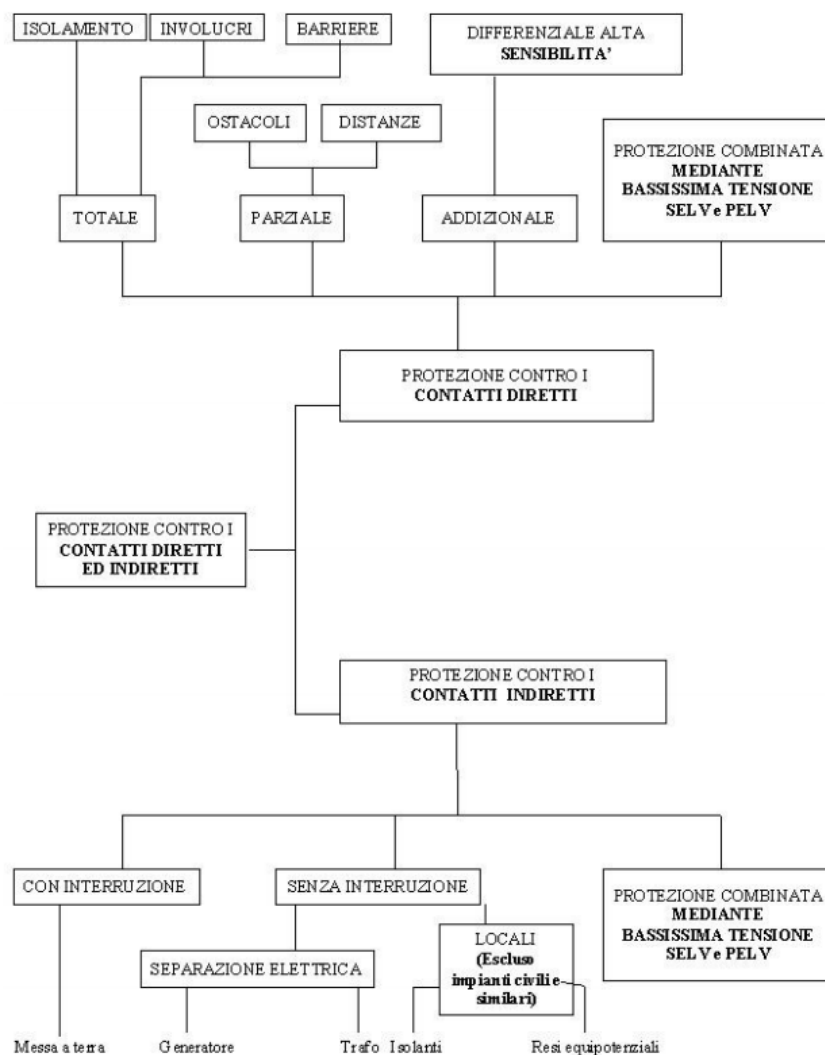 ISOLAMENTO
INVOLUCRI
BARRIERE
DIFFERENZIALE ALTA
SENSIBILITA'
OSTACOLI
DISTANZE
PROTEZIONE COMBINATA
MEDIANTE
BASSISSIMA TENSIONE
SELV e PELV
TOTALE
PARZIALE
ADDIZIONALE
PROTEZIONE CONTRO I
CONTATTI DIRETTI
PROTEZIONE CONTRO I
CONTATTI DIRETTI
ED INDIRETTI
PROTEZIONE CONTRO I
CONTATTI INDIRETTI
CON INTERRUZIONE
SENZA INTERRUZIONE
PROTEZIONE COMBINATA
MEDIANTE
BASSISSIMA TENSIONE
SELV e PELV
SEPARAZIONE ELETTRICA
LOCALI
(Escluso
impianti civili e
similari)
Messa a terra
Generatore
Trafo
Isolanti
Resi equipotenziali